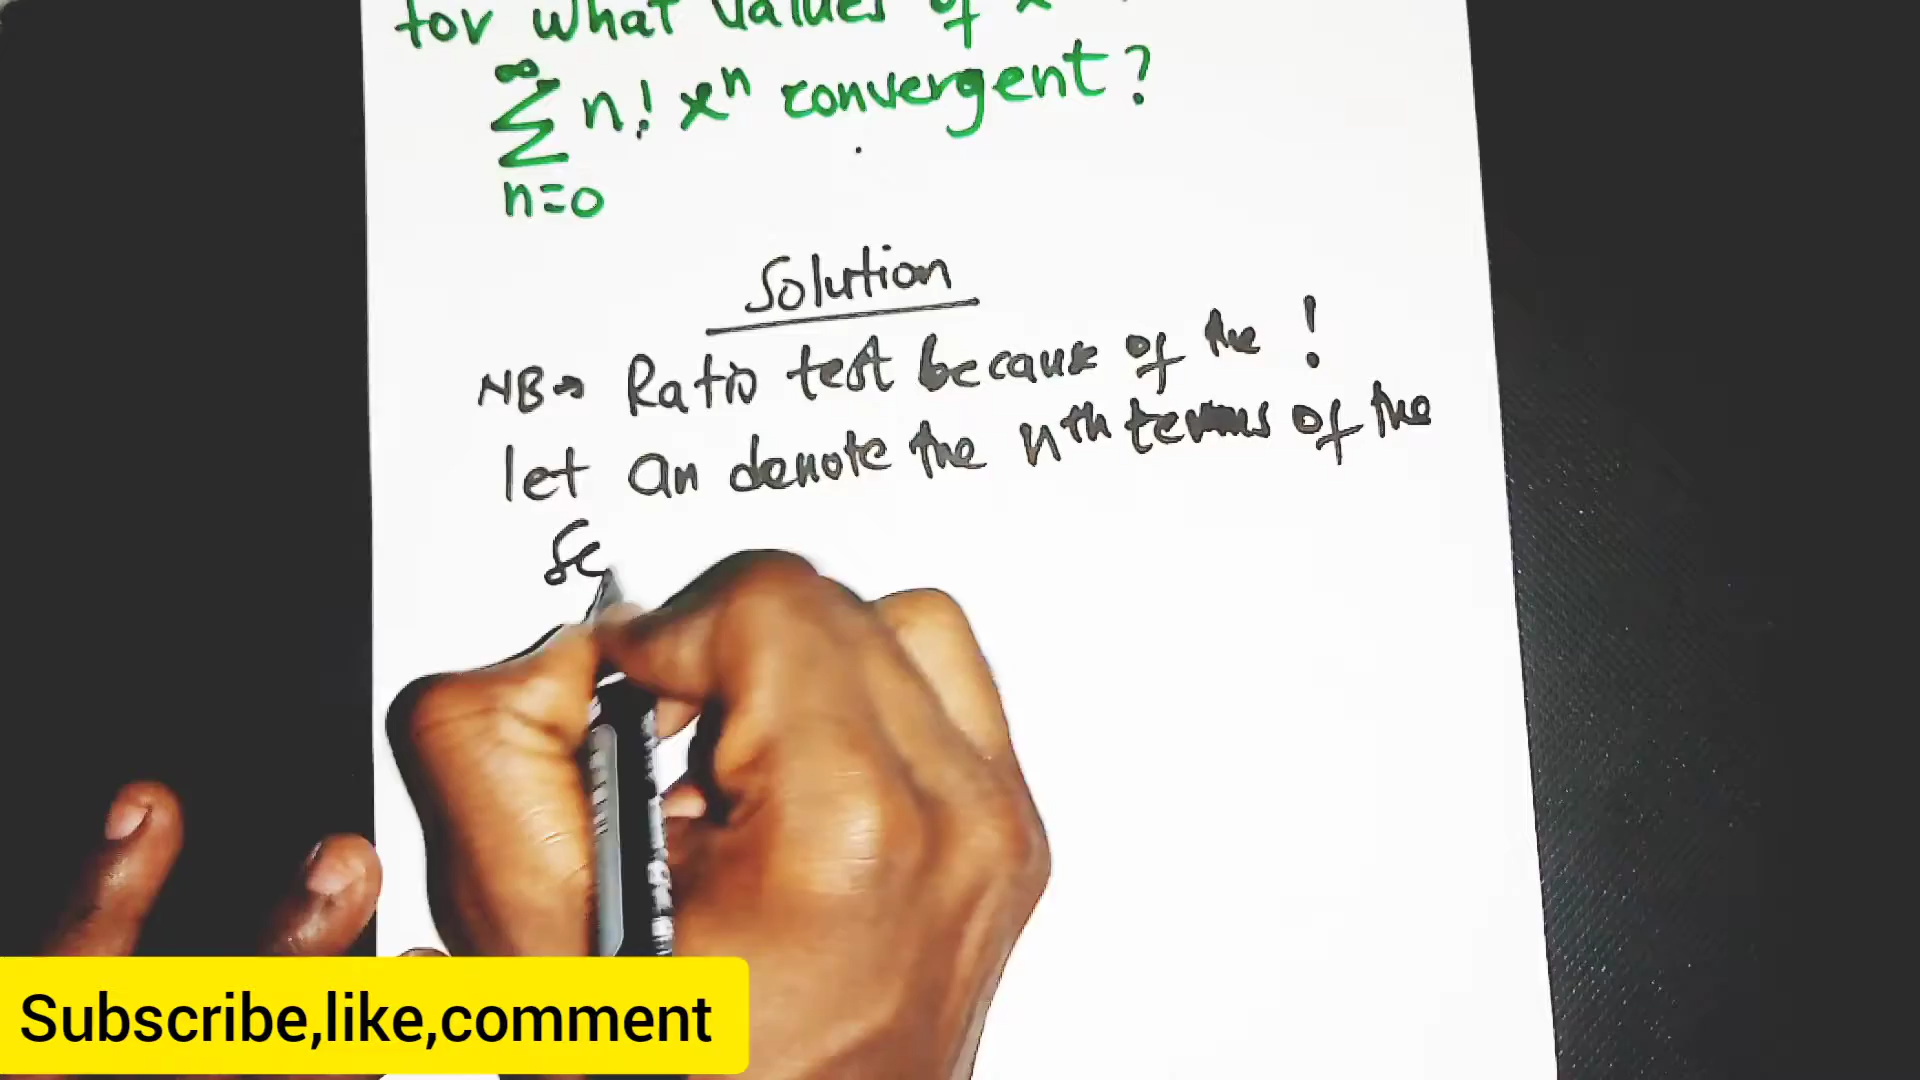 for what values of x
∞
∑ n! xⁿ convergent?
n=0
Solution
NB→ Ratio test because of the !
let an denote the nth terms of the
Se
Subscribe,like,comment